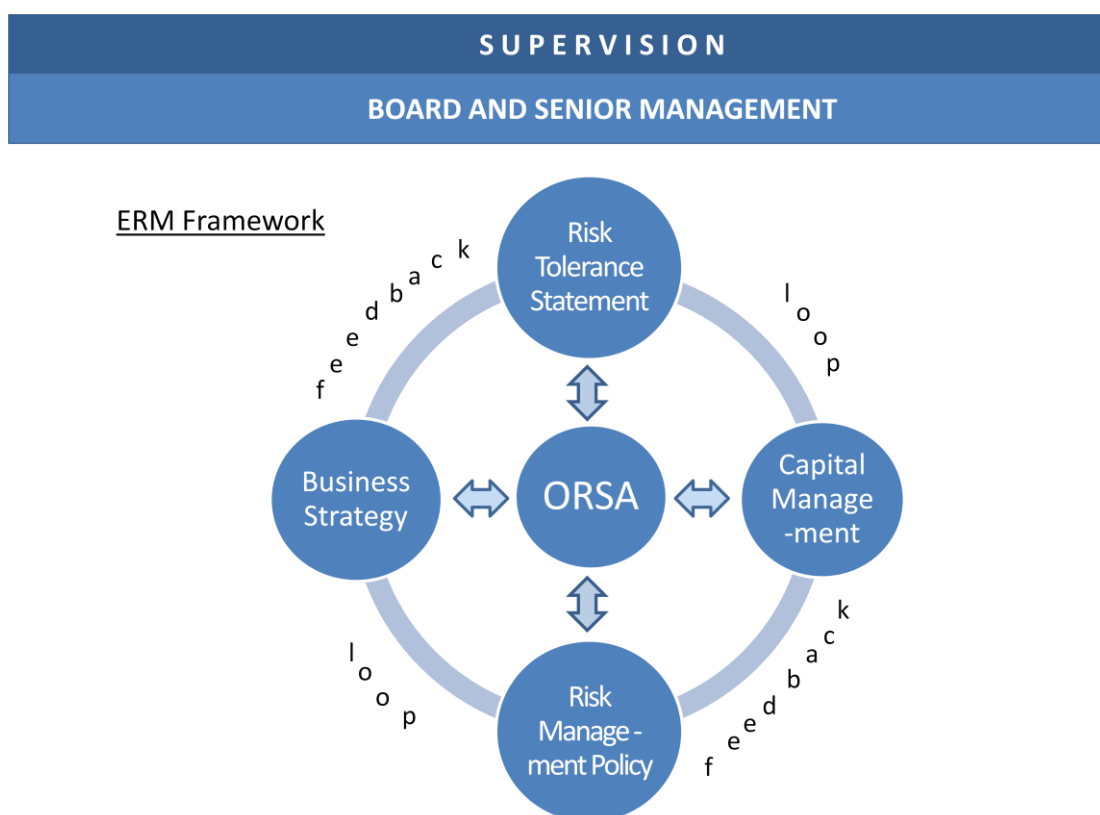 SUPERVISION
BOARD AND SENIOR MANAGEMENT
ERM Framework
feedback
loop
Risk
Tolerance
Statement
Business
Strategy
ORSA
Capital
Manage
-ment
loop
feedback
Risk
Manage -
ment Policy